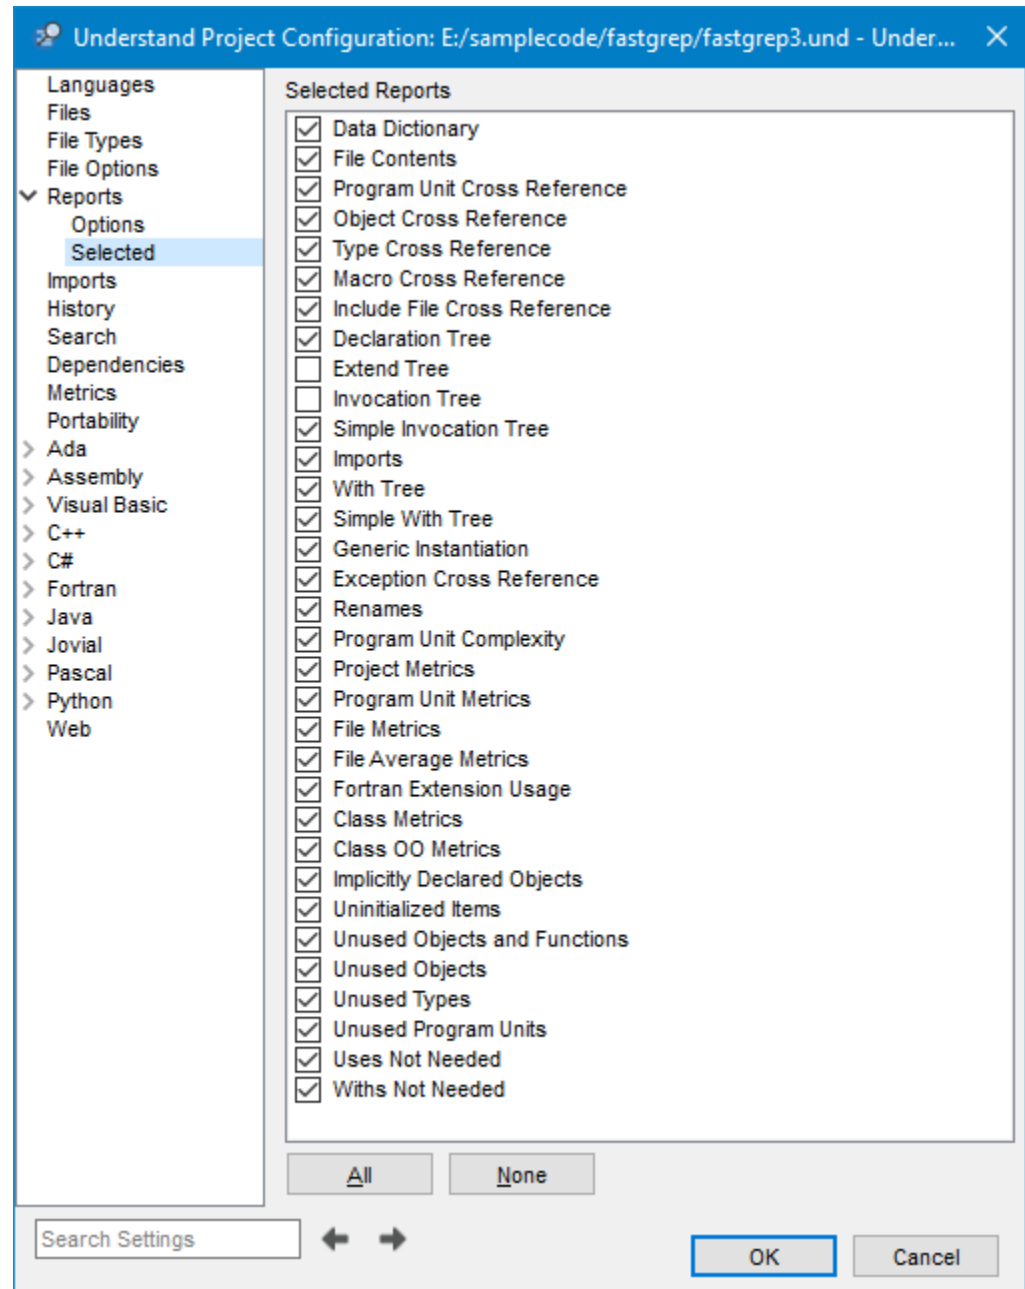 Understand Project Configuration: E:/samplecode/fastgrep/fastgrep3.und - Under...
Languages
Files
File Types
File Options
Reports
Options
Selected
Imports
History
Search
Dependencies
Metrics
Portability
Ada
Assembly
Visual Basic
C++
C#
Fortran
Java
Jovial
Pascal
Python
Web
Selected Reports
Data Dictionary
File Contents
Program Unit Cross Reference
Object Cross Reference
Type Cross Reference
Macro Cross Reference
Include File Cross Reference
Declaration Tree
Extend Tree
Invocation Tree
Simple Invocation Tree
Imports
With Tree
Simple With Tree
Generic Instantiation
Exception Cross Reference
Renames
Program Unit Complexity
Project Metrics
Program Unit Metrics
File Metrics
File Average Metrics
Fortran Extension Usage
Class Metrics
Class OO Metrics
Implicitly Declared Objects
Uninitialized Items
Unused Objects and Functions
Unused Objects
Unused Types
Unused Program Units
Uses Not Needed
Withs Not Needed
All None
Search Settings
OK Cancel